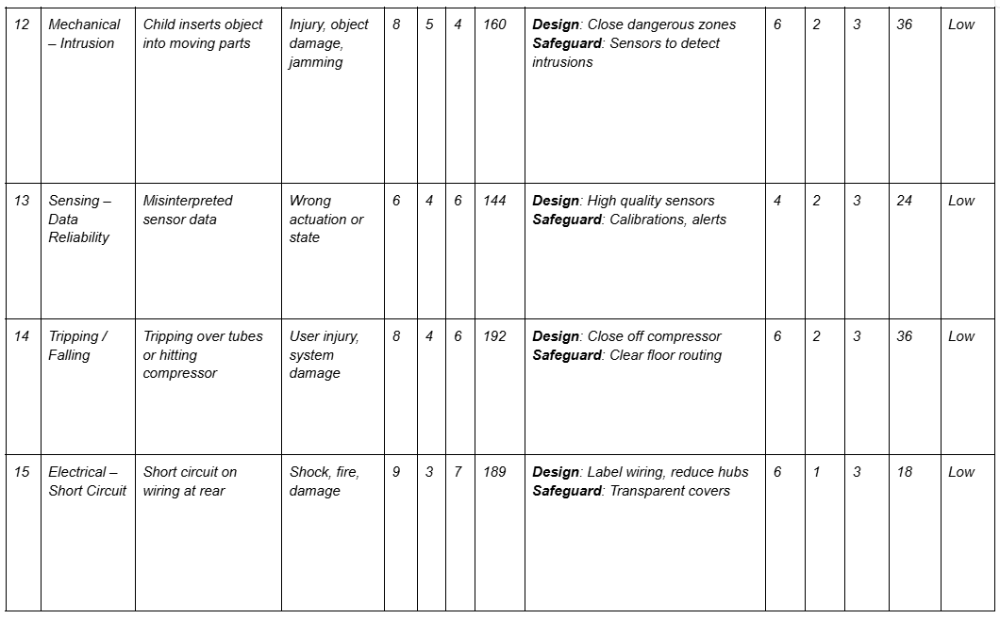 12 Mechanical Child inserts object Injury, object 8 5 4 160 Design: Close dangerous zones 6 2 3 36 Low
– Intrusion into moving parts damage, Safeguard: Sensors to detect
jamming intrusions
13 Sensing – Misinterpreted Wrong 6 4 6 144 Design: High quality sensors 4 2 3 24 Low
Data sensor data actuation or Safeguard: Calibrations, alerts
Reliability state
14 Tripping / Tripping over tubes User injury, 8 4 6 192 Design: Close off compressor 6 2 3 36 Low
Falling or hitting system Safeguard: Clear floor routing
compressor damage
15 Electrical – Short circuit on Shock, fire, 9 3 7 189 Design: Label wiring, reduce hubs 6 1 3 18 Low
Short Circuit wiring at rear damage Safeguard: Transparent covers